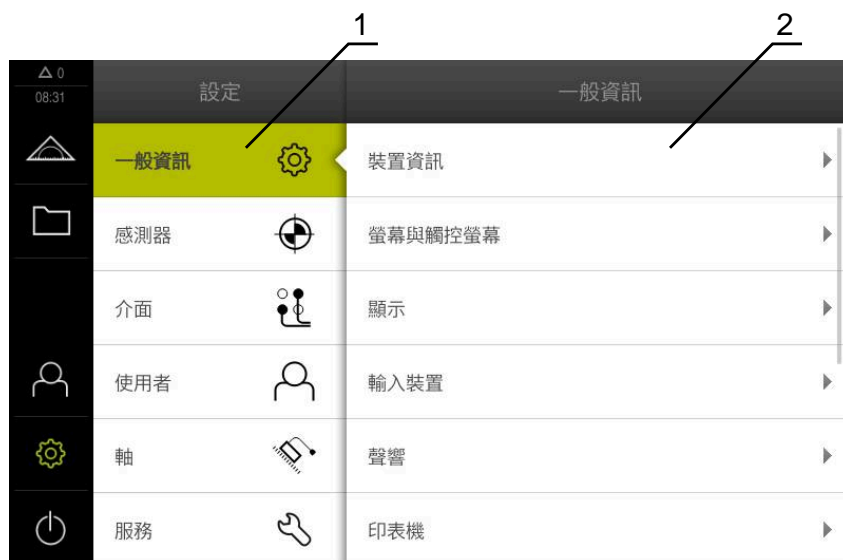 1
2
0
08:31
設定
一般資訊
一般資訊
裝置資訊
感測器
螢幕與觸控螢幕
介面
顯示
使用者
輸入裝置
軸
聲響
服務
印表機